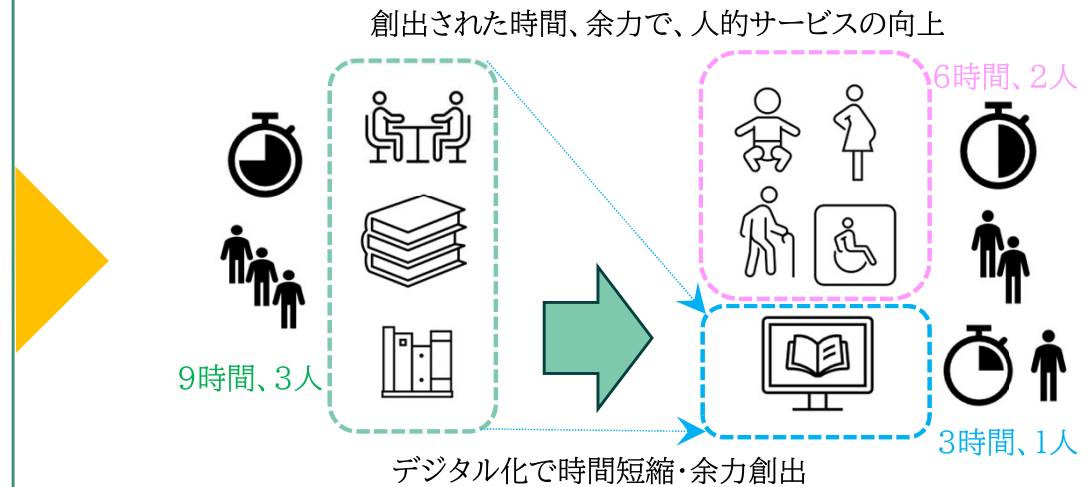 創出された時間、余力で、人的サービスの向上
6時間、2人
9時間、3人
3時間、1人
デジタル化で時間短縮・余力創出